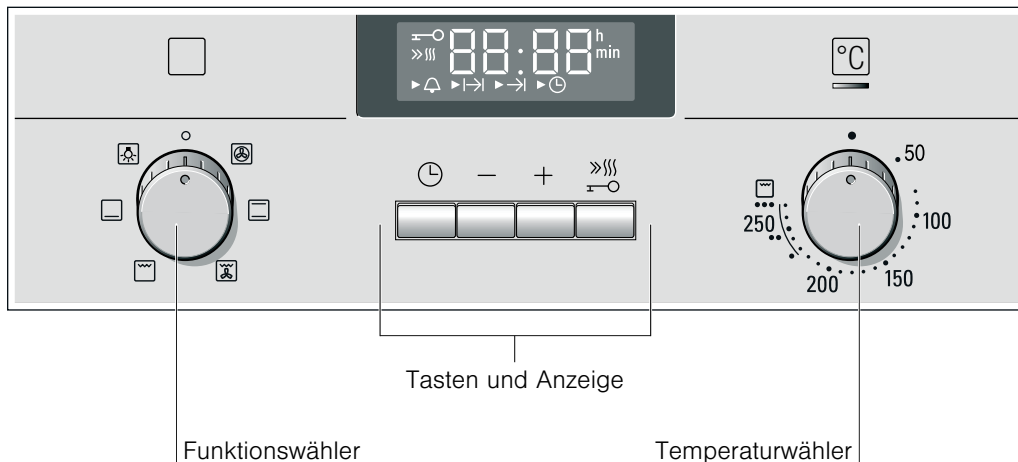 88:88 h min
°C
50
100
150
200
250
Tasten und Anzeige
Funktionswähler
Temperaturwähler